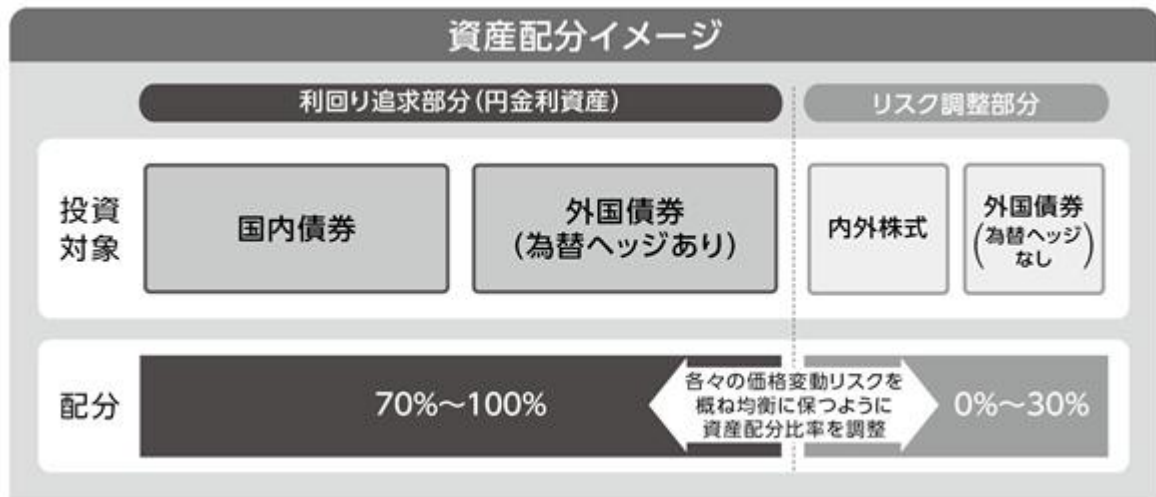 資産配分イメージ
利回り追求部分(円金利資産)
リスク調整部分
投資
対象
国内債券
外国債券
(為替ヘッジあり)
内外株式
外国債券
(為替ヘッジ
なし)
配分
70%～100%
各々の価格変動リスクを
概ね均衡に保つように
資産配分比率を調整
0%～30%